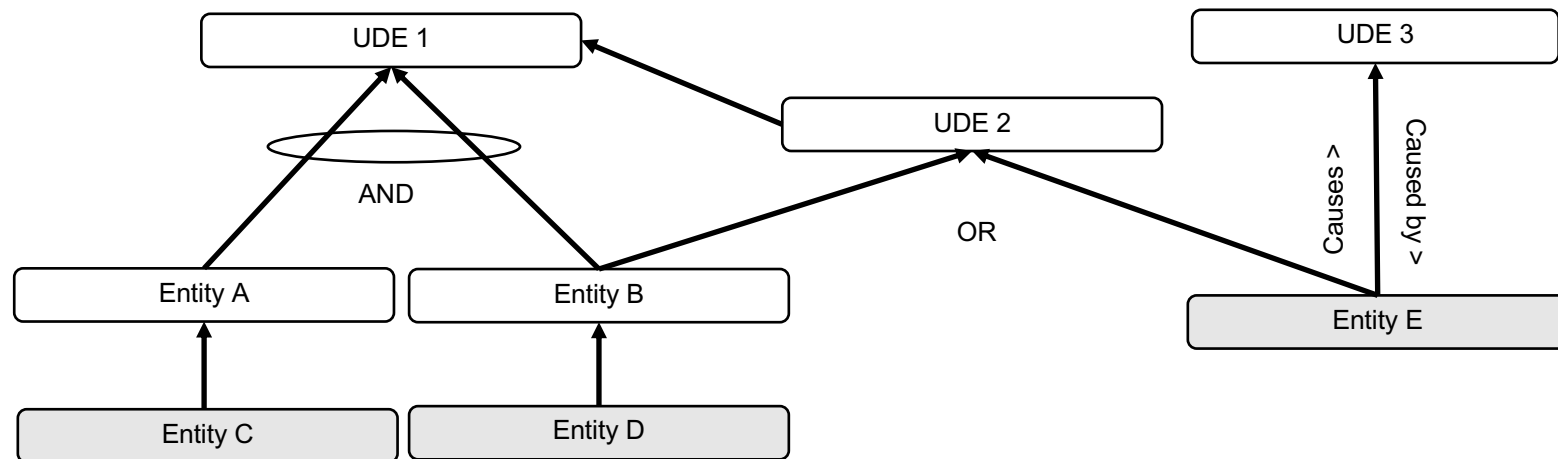 UDE 1
UDE 3
UDE 2
Causes >
Caused by >
AND
OR
Entity A
Entity B
Entity E
Entity C
Entity D